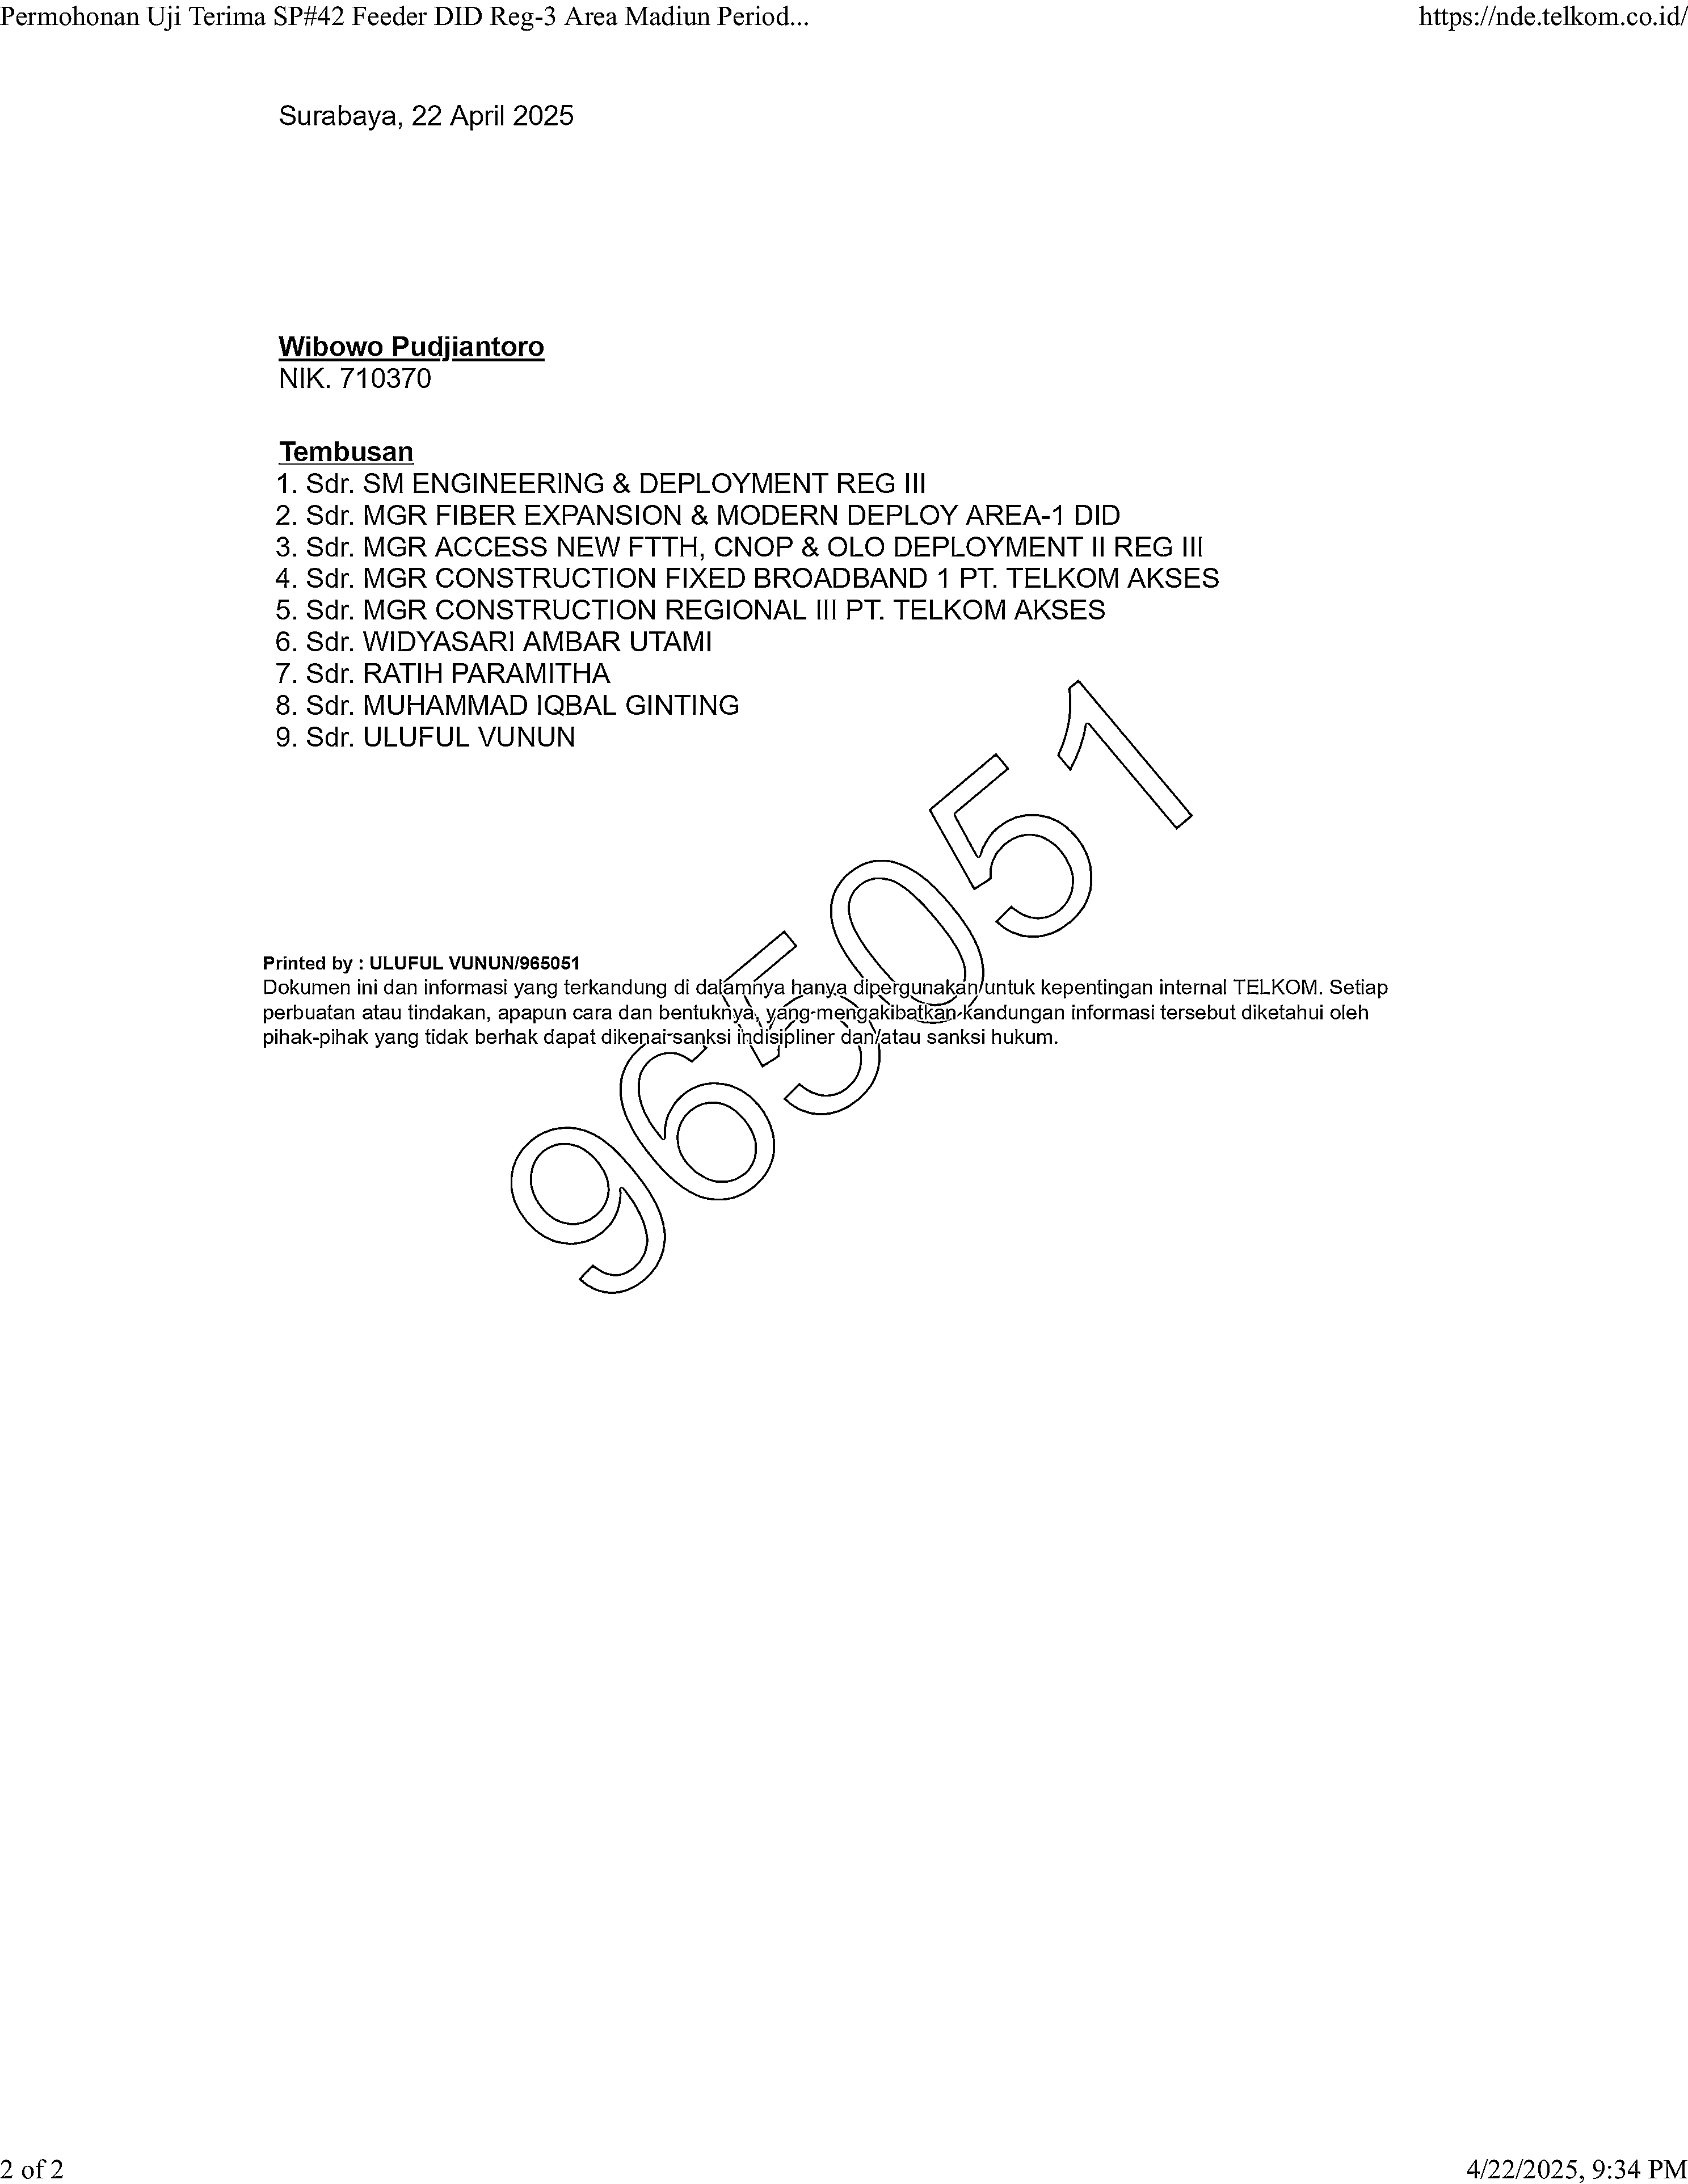 Permohonan Uji Terima SP#42 Feeder DID Reg-3 Area Madiun Period...
https://nde.telkom.co.id/
Surabaya, 22 April 2025
Wibowo Pudjiantoro
NIK. 710370
Tembusan
1. Sdr. SM ENGINEERING & DEPLOYMENT REG III
2. Sdr. MGR FIBER EXPANSION & MODERN DEPLOY AREA-1 DID
3. Sdr. MGR ACCESS NEW FTTH, CNOP & OLO DEPLOYMENT II REG III
4. Sdr. MGR CONSTRUCTION FIXED BROADBAND 1 PT. TELKOM AKSES
5. Sdr. MGR CONSTRUCTION REGIONAL III PT. TELKOM AKSES
6. Sdr. WIDYASARI AMBAR UTAMI
7. Sdr. RATIH PARAMITHA
8. Sdr. MUHAMMAD IQBAL GINTING
9. Sdr. ULUFUL VUNUN
965051
Printed by : ULUFUL VUNUN/965051
Dokumen ini dan informasi yang terkandung di dalamnya hanya dipergunakan untuk kepentingan internal TELKOM. Setiap
perbuatan atau tindakan, apapun cara dan bentuknya, yang mengakibatkan kandungan informasi tersebut diketahui oleh
pihak-pihak yang tidak berhak dapat dikenai sanksi indisipliner dan/atau sanksi hukum.
2 of 2
4/22/2025, 9:34 PM